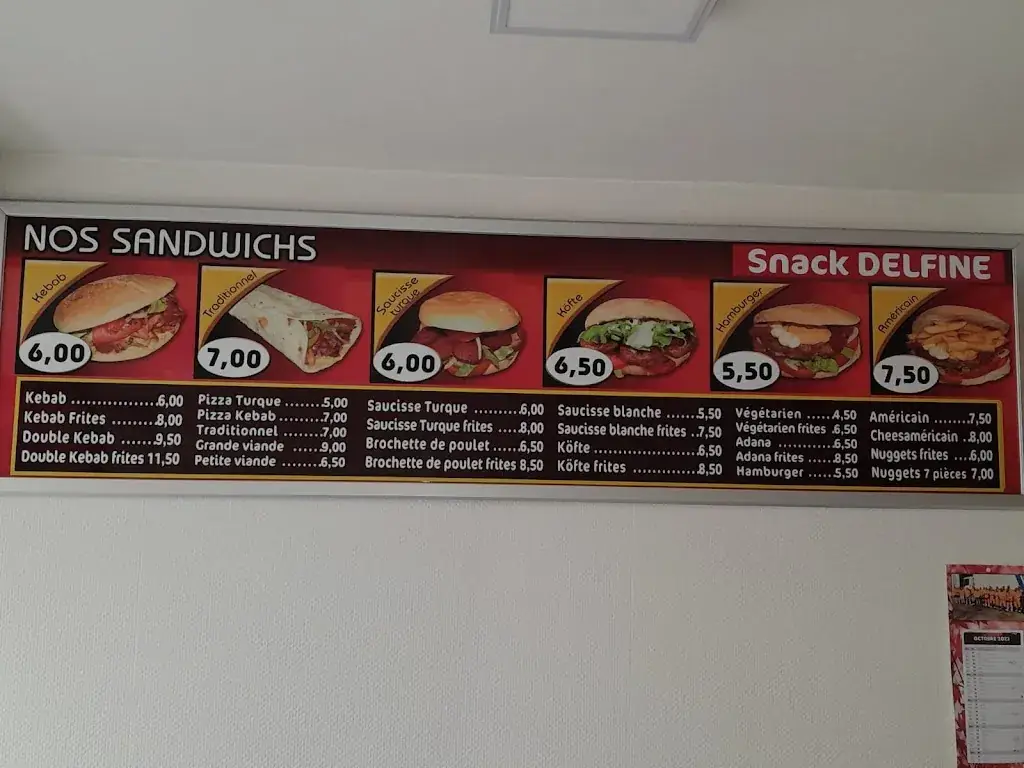 NOS SANDWICHS
Snack DELFINE
Kebab
6,00
Traditionnel
7,00
Saucisse
turque
6,00
Köfte
6,50
Hamburger
5,50
Américain
7,50
Kebab .................6,00
Kebab Frites .........8,00
Double Kebab ........9,50
Double Kebab frites 11,50
Pizza Turque .......5,00
Pizza Kebab ........7,00
Traditionnel ........7,00
Grande viande .....9,00
Petite viande .......6,50
Saucisse Turque .........6,00
Saucisse Turque frites ....8,00
Brochette de poulet .....6,50
Brochette de poulet frites 8,50
Saucisse blanche .......5,50
Saucisse blanche frites ..7,50
Köfte ......................6,50
Köfte frites ..............8,50
Végétarien .....4,50
Végétarien frites .6,50
Adana ...........6,50
Adana frites .....8,50
Hamburger .....5,50
Américain .......7,50
Cheesaméricain ..8,00
Nuggets frites ....6,00
Nuggets 7 pièces 7,00
OCTOBRE 2022